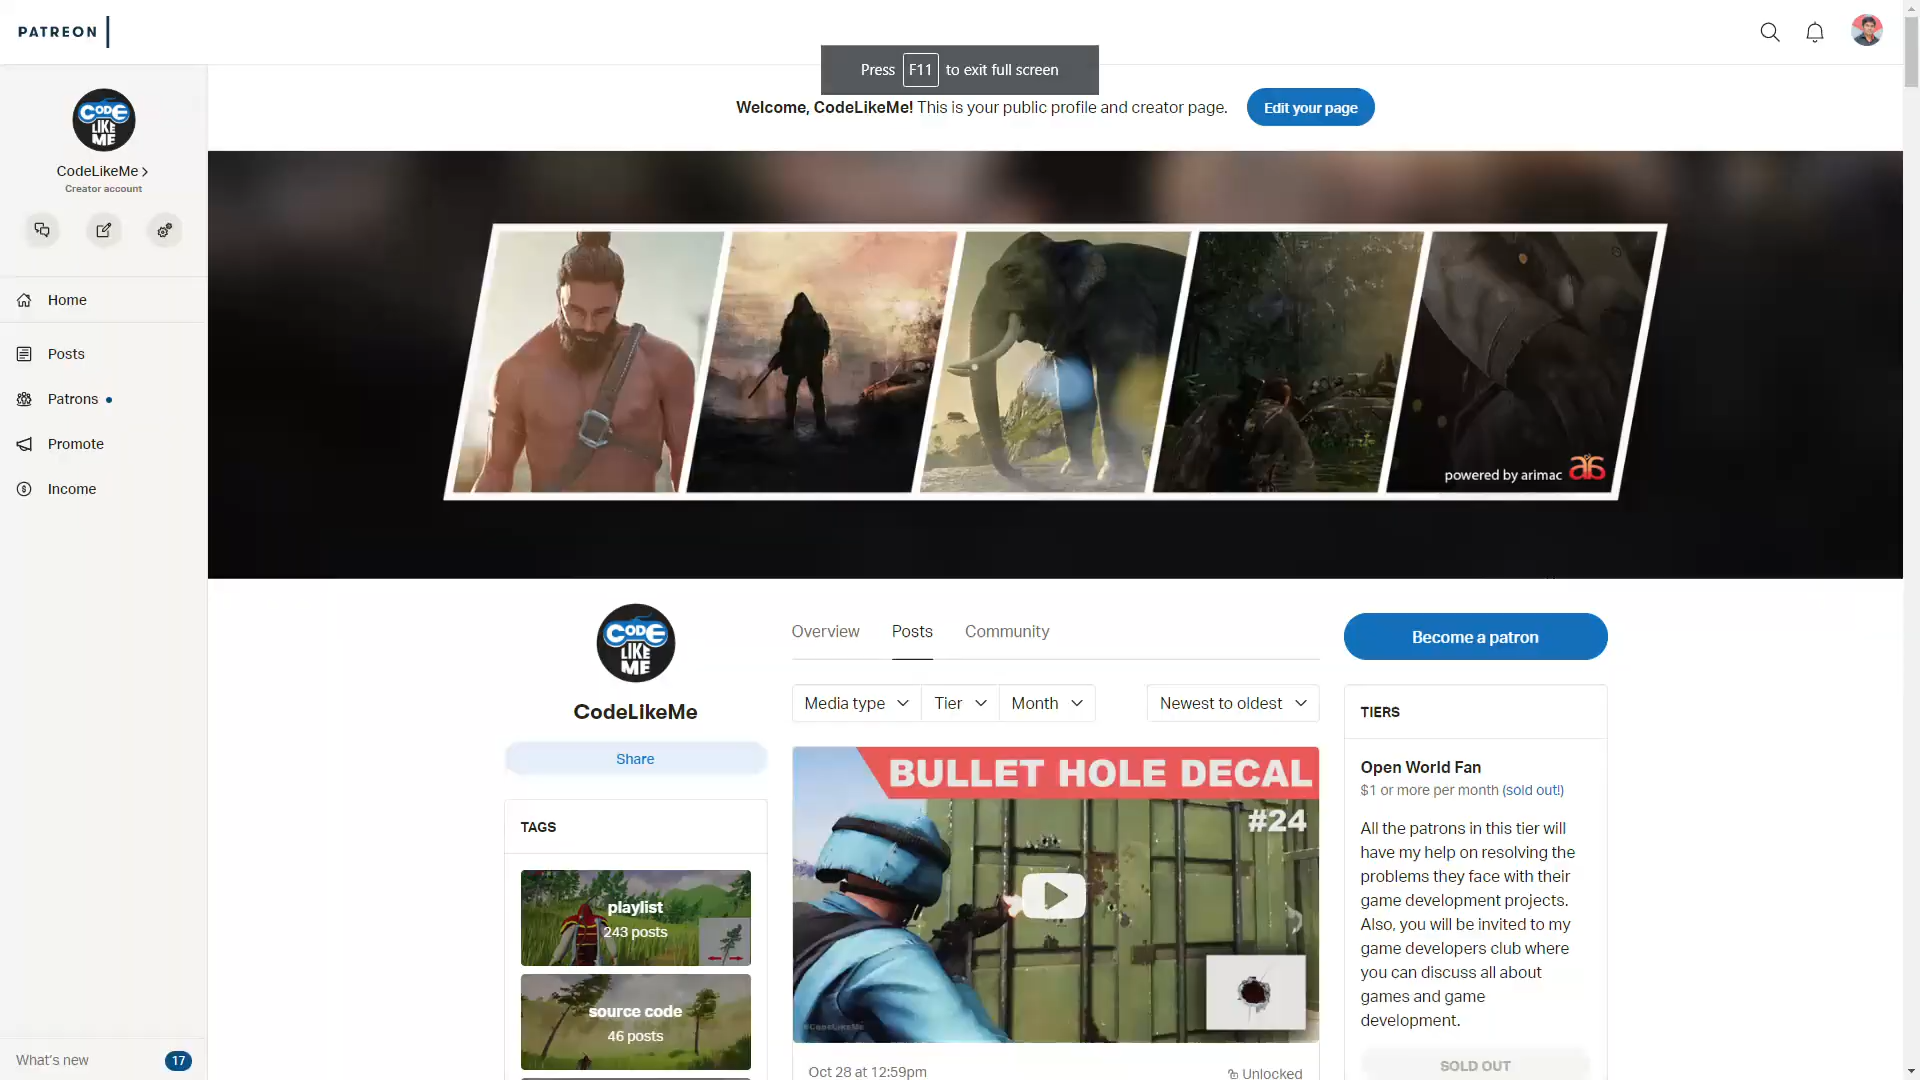 PATREON
Press F11 to exit full screen
Welcome, CodeLikeMe! This is your public profile and creator page.
Edit your page
CODE
LIKE
ME
CodeLikeMe
Creator account
Home
Posts
Patrons
Promote
Income
powered by arimac
CODE
LIKE
ME
CodeLikeMe
Share
Overview
Posts
Community
Become a patron
Media type
Tier
Month
Newest to oldest
TIERS
Open World Fan
$1 or more per month (sold out!)
All the patrons in this tier will
have my help on resolving the
problems they face with their
game development projects.
Also, you will be invited to my
game developers club where
you can discuss all about
games and game
development.
SOLD OUT
TAGS
playlist
243 posts
source code
46 posts
BULLET HOLE DECAL
#24
@CodeLikeMe
Oct 28 at 12:59pm
Unlocked
What's new
17